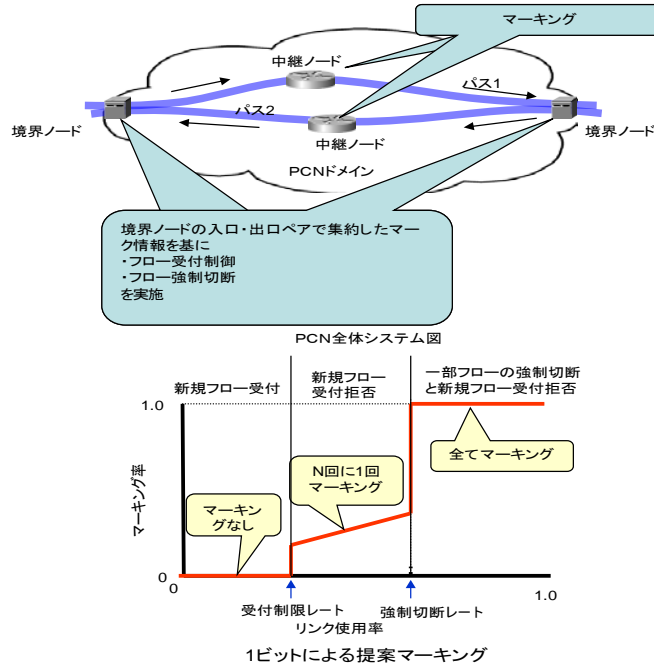 マーキング
中継ノード
パス1
パス2
境界ノード
中継ノード
境界ノード
PCNドメイン
境界ノードの入口・出口ペアで集約したマー
ク情報を基に
・フロー受付制御
・フロー強制切断
を実施
PCN全体システム図
新規フロー受付
新規フロー
受付拒否
一部フローの強制切断
と新規フロー受付拒否
1.0
マーキング率
全てマーキング
N回に1回
マーキング
マーキン
グなし
0
0
1.0
受付制限レート
強制切断レート
リンク使用率
1ビットによる提案マーキング